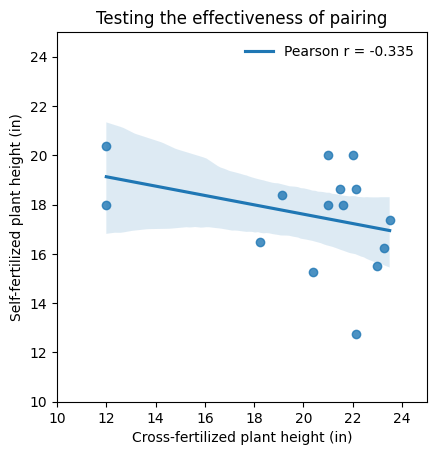 Testing the effectiveness of pairing
Pearson r = -0.335
24
22
20
18
16
14
12
10
Self-fertilized plant height (in)
10 12 14 16 18 20 22 24
Cross-fertilized plant height (in)